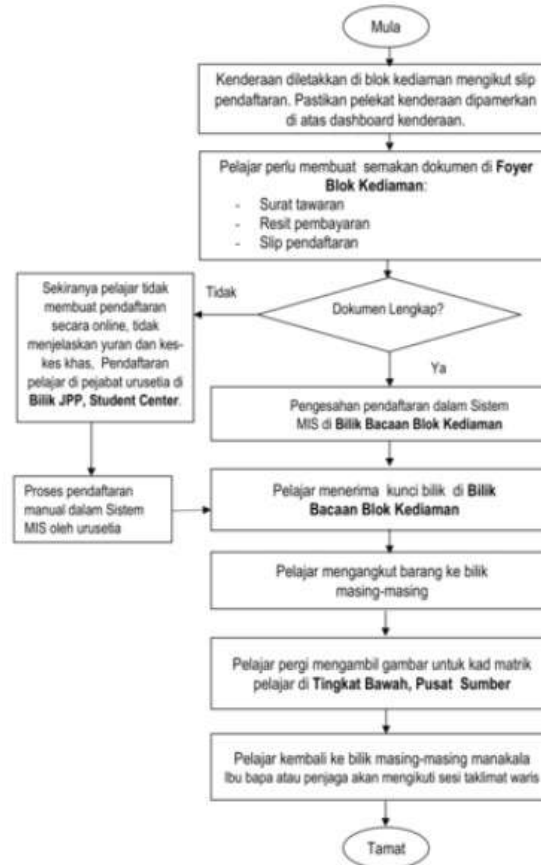 Mula
Kenderaan diletakkan di blok kediaman mengikut slip
pendaftaran. Pastikan pelekat kenderaan dipamerkan
di atas dashboard kenderaan.
Pelajar perlu membuat semakan dokumen di Foyer
Blok Kediaman:
- Surat tawaran
- Resit pembayaran
- Slip pendaftaran
Dokumen Lengkap?
Tidak
Sekiranya pelajar tidak
membuat pendaftaran
secara online, tidak
menjelaskan yuran dan kes-
kes khas, Pendaftaran
pelajar di pejabat urusetia di
Bilik JPP, Student Center.
Ya
Pengesahan pendaftaran dalam Sistem
MIS di Bilik Bacaan Blok Kediaman
Proses pendaftaran
manual dalam Sistem
MIS oleh urusetia
Pelajar menerima kunci bilik di Bilik
Bacaan Blok Kediaman
Pelajar mengangkut barang ke bilik
masing-masing
Pelajar pergi mengambil gambar untuk kad matrik
pelajar di Tingkat Bawah, Pusat Sumber
Pelajar kembali ke bilik masing-masing manakala
Ibu bapa atau penjaga akan mengikuti sesi taklimat waris
Tamat